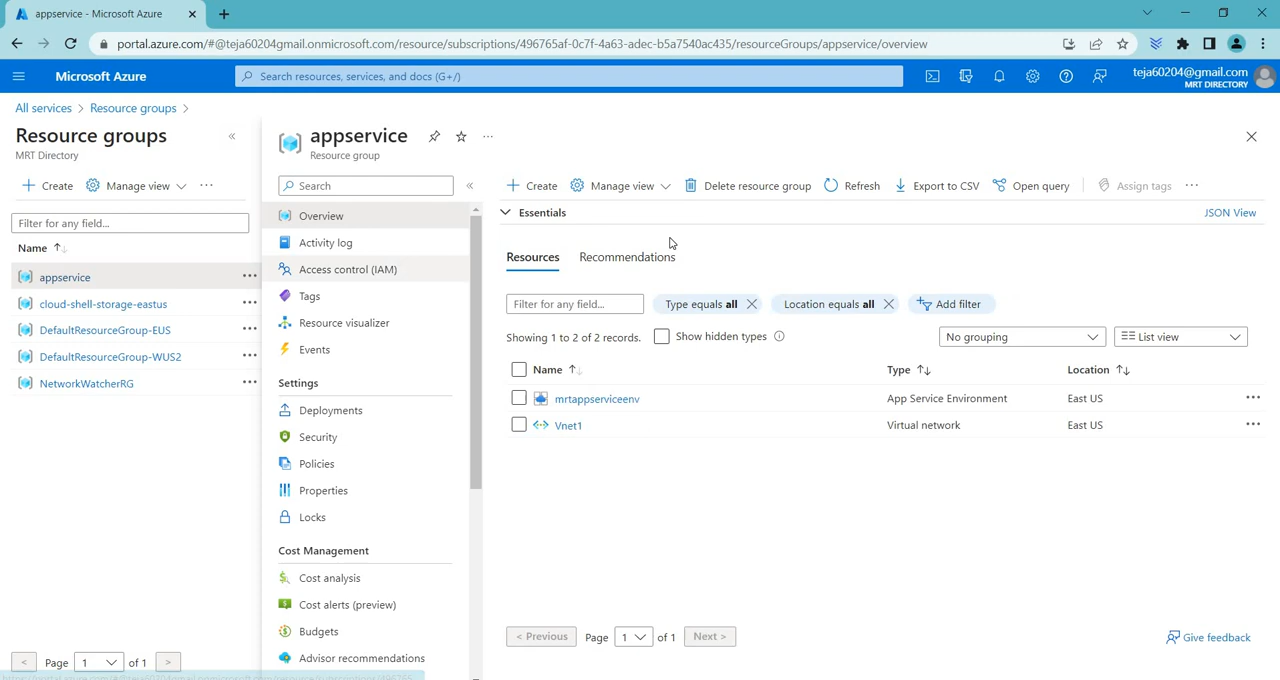 appservice - Microsoft Azure
portal.azure.com/#@teja60204gmail.onmicrosoft.com/resource/subscriptions/496765af-0c7f-4a63-adec-b5a7540ac435/resourceGroups/appservice/overview
Microsoft Azure
Search resources, services, and docs (G+/)
teja60204@gmail.com
MRT DIRECTORY
All services > Resource groups >
Resource groups
MRT Directory
Create
Manage view
Filter for any field...
Name
appservice
cloud-shell-storage-eastus
DefaultResourceGroup-EUS
DefaultResourceGroup-WUS2
NetworkWatcherRG
< Page 1 of 1 >
appservice
Resource group
Search
Overview
Activity log
Access control (IAM)
Tags
Resource visualizer
Events
Settings
Deployments
Security
Policies
Properties
Locks
Cost Management
Cost analysis
Cost alerts (preview)
Budgets
Advisor recommendations
Create Manage view Delete resource group Refresh Export to CSV Open query Assign tags
Essentials JSON View
Resources Recommendations
Filter for any field... Type equals all Location equals all Add filter
Showing 1 to 2 of 2 records. Show hidden types No grouping List view
Name Type Location
mrtappserviceenv App Service Environment East US
Vnet1 Virtual network East US
< Previous Page 1 of 1 Next >
Give feedback